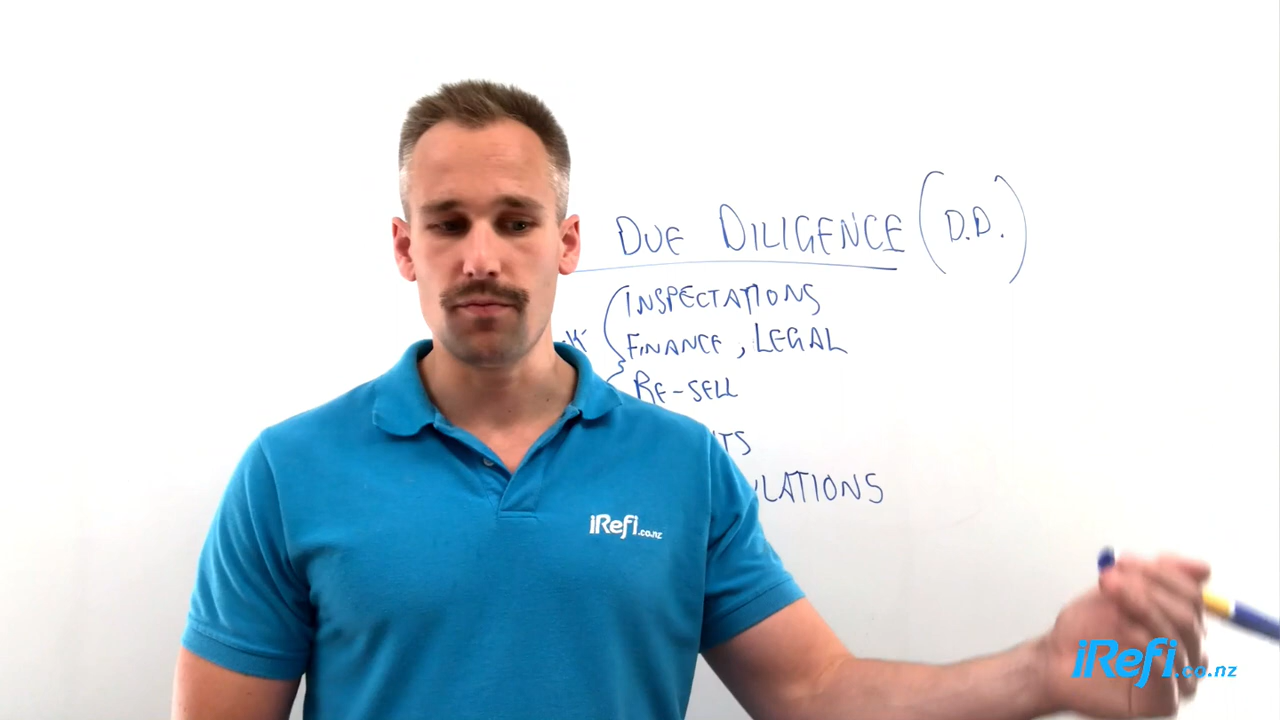 DUE DILIGENCE (D.D.)
INSPECTATIONS
FINANCE, LEGAL
RE-SELL
iRefi.co.nz
iRefi.co.nz